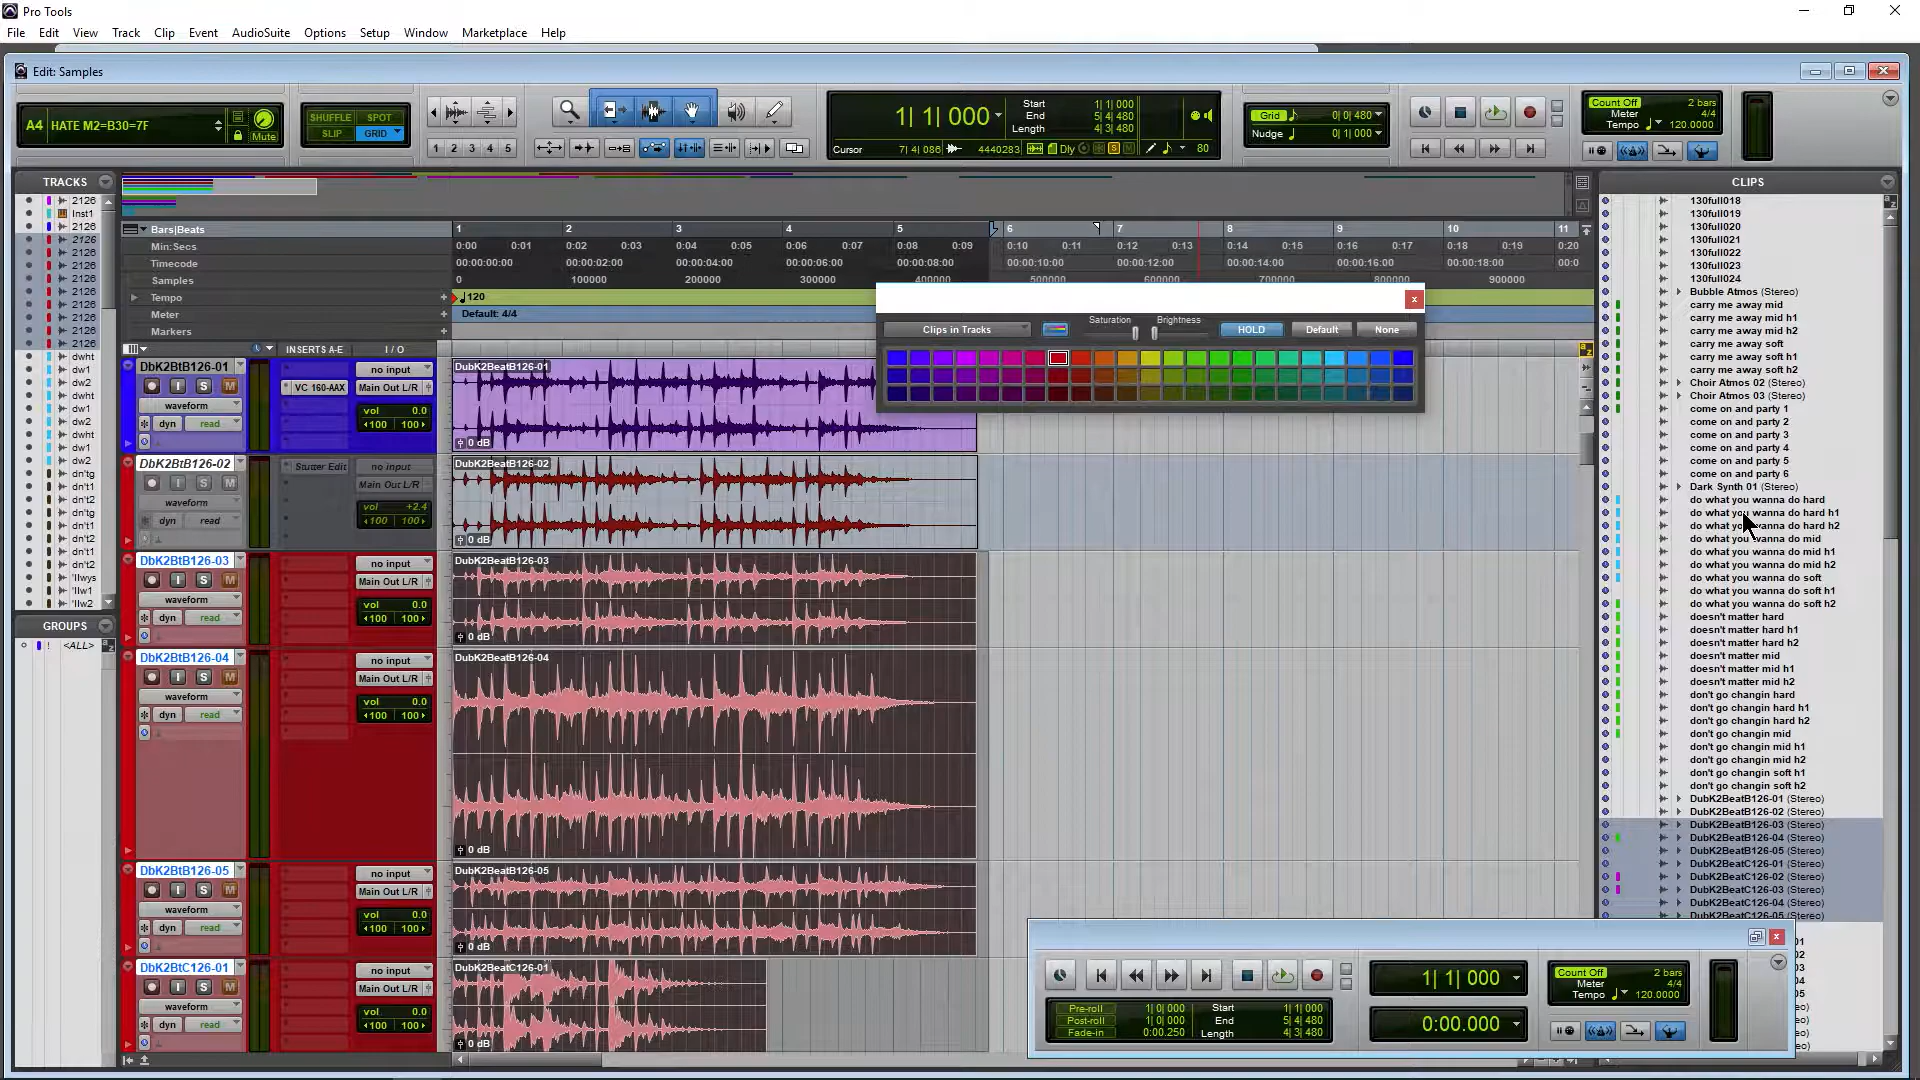 Pro Tools
File Edit View Track Clip Event AudioSuite Options Setup Window Marketplace Help
Edit: Samples
A4 HATE M2=B30=7F
Mute
SHUFFLE SPOT
SLIP GRID
1 2 3 4 5
1| 1| 000
Start 1| 1| 000
End 5| 4| 480
Length 4| 3| 480
Cursor 7| 4| 086 4440283 Dly S M 80
Grid 0| 0| 480
Nudge 0| 1| 000
Count Off 2 bars
Meter 4/4
Tempo 120.0000
TRACKS
2126
Inst1
2126
2126
2126
2126
2126
2126
2126
2126
2126
2126
dwht
dw1
dw2
dwht
dw1
dw2
dwht
dw1
dw2
dn'tg
dn't1
dn't2
dn'tg
dn't1
dn't2
dn't1
dn't2
'llwys
'llw1
'llw2
GROUPS
! <ALL>
Bars|Beats 1 2 3 4 5 6 7 8 9 10 11
Min:Secs 0:00 0:01 0:02 0:03 0:04 0:05 0:06 0:07 0:08 0:09 0:10 0:11 0:12 0:13 0:14 0:15 0:16 0:17 0:18 0:19 0:20
Timecode 00:00:00:00 00:00:02:00 00:00:04:00 00:00:06:00 00:00:08:00 00:00:10:00 00:00:12:00 00:00:14:00 00:00:16:00 00:00:18:00 00:0
Samples 0 100000 200000 300000 400000 500000 600000 700000 800000 900000
Tempo 120
Meter Default: 4/4
Markers
INSERTS A-E I / O
Clips in Tracks Saturation Brightness HOLD Default None
DbK2BtB126-01
I S M
waveform
dyn read
VC 160-AAX
no input
Main Out L/R
vol 0.0
100 100
DubK2BeatB126-01
0 dB
DbK2BtB126-02
I S M
waveform
dyn read
Stutter Edit
no input
Main Out L/R
vol +2.4
100 100
DubK2BeatB126-02
0 dB
DbK2BtB126-03
I S M
waveform
dyn read
no input
Main Out L/R
vol 0.0
100 100
DubK2BeatB126-03
0 dB
DbK2BtB126-04
I S M
waveform
dyn read
no input
Main Out L/R
vol 0.0
100 100
DubK2BeatB126-04
0 dB
DbK2BtB126-05
I S M
waveform
dyn read
no input
Main Out L/R
vol 0.0
100 100
DubK2BeatB126-05
0 dB
DbK2BtC126-01
I S M
waveform
dyn read
no input
Main Out L/R
vol 0.0
100 100
DubK2BeatC126-01
0 dB
CLIPS
130full018
130full019
130full020
130full021
130full022
130full023
130full024
Bubble Atmos (Stereo)
carry me away mid
carry me away mid h1
carry me away mid h2
carry me away soft
carry me away soft h1
carry me away soft h2
Choir Atmos 02 (Stereo)
Choir Atmos 03 (Stereo)
come on and party 1
come on and party 2
come on and party 3
come on and party 4
come on and party 5
come on and party 6
Dark Synth 01 (Stereo)
do what you wanna do hard
do what you wanna do hard h1
do what you wanna do hard h2
do what you wanna do mid
do what you wanna do mid h1
do what you wanna do mid h2
do what you wanna do soft
do what you wanna do soft h1
do what you wanna do soft h2
doesn't matter hard
doesn't matter hard h1
doesn't matter hard h2
doesn't matter mid
doesn't matter mid h1
doesn't matter mid h2
don't go changin hard
don't go changin hard h1
don't go changin hard h2
don't go changin mid
don't go changin mid h1
don't go changin mid h2
don't go changin soft h1
don't go changin soft h2
DubK2BeatB126-01 (Stereo)
DubK2BeatB126-02 (Stereo)
DubK2BeatB126-03 (Stereo)
DubK2BeatB126-04 (Stereo)
DubK2BeatB126-05 (Stereo)
DubK2BeatC126-01 (Stereo)
DubK2BeatC126-02 (Stereo)
DubK2BeatC126-03 (Stereo)
DubK2BeatC126-04 (Stereo)
DubK2BeatC126-05 (Stereo)
Pre-roll 1| 0| 000
Post-roll 1| 0| 000
Fade-in 0:00.250
Start 1| 1| 000
End 5| 4| 480
Length 4| 3| 480
1| 1| 000
0:00.000
Count Off 2 bars
Meter 4/4
Tempo 120.0000